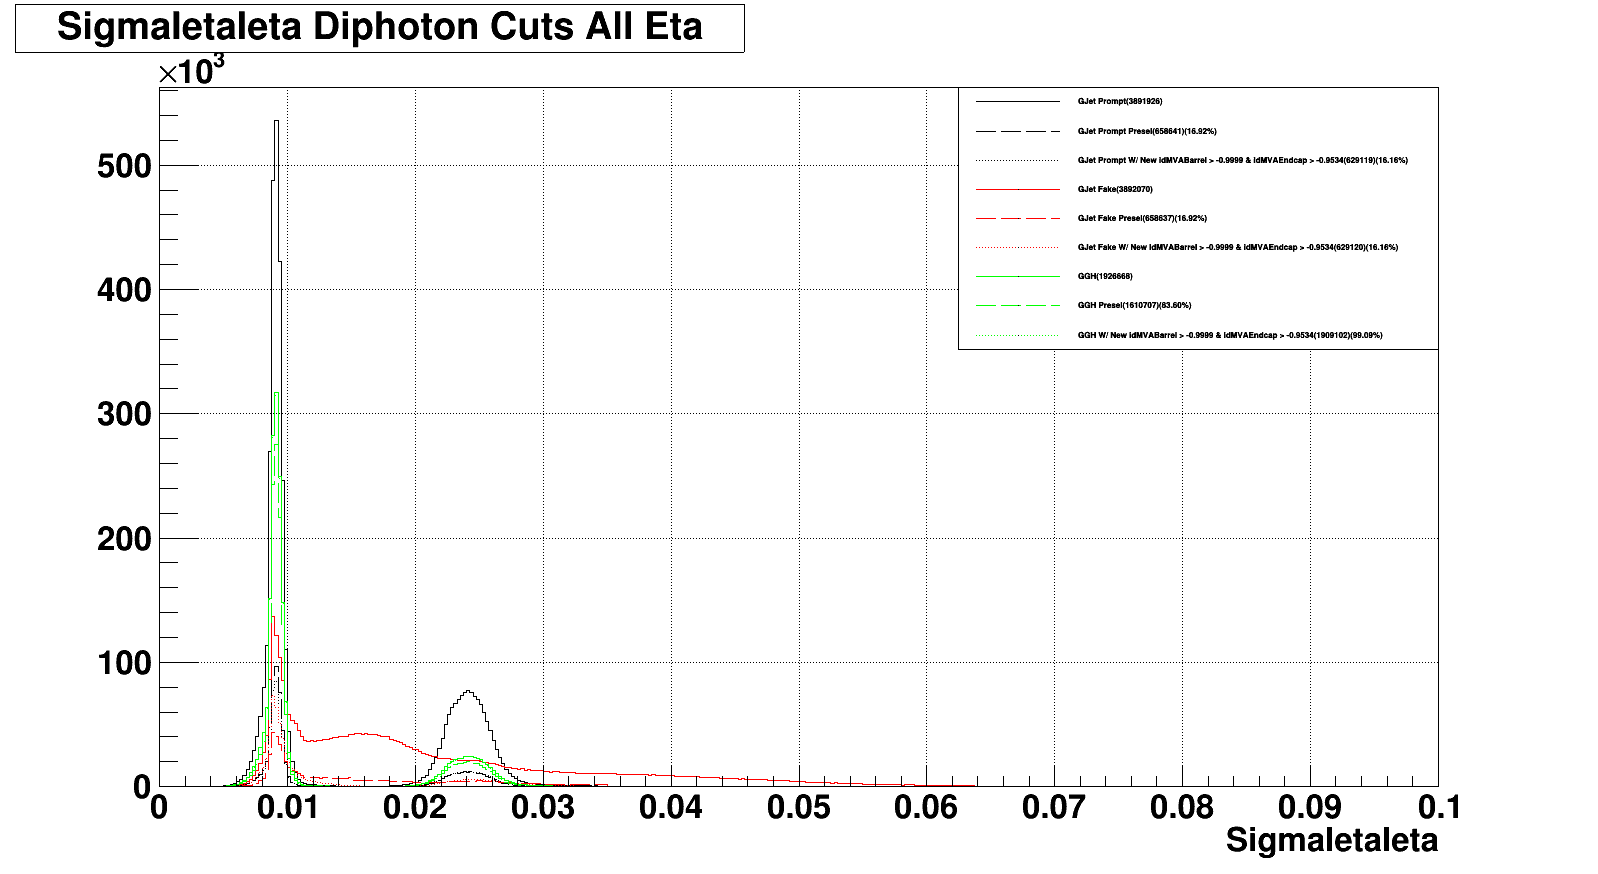 Sigmaletaleta Diphoton Cuts All Eta
×10³
500
400
300
200
100
0
0 0.01 0.02 0.03 0.04 0.05 0.06 0.07 0.08 0.09 0.1
Sigmaletaleta
GJet Prompt(3891926)
GJet Prompt Presel(658641)(16.92%)
GJet Prompt W/ New idMVABarrel > -0.9999 & idMVAEndcap > -0.9534(629119)(16.16%)
GJet Fake(3892070)
GJet Fake Presel(658637)(16.92%)
GJet Fake W/ New idMVABarrel > -0.9999 & idMVAEndcap > -0.9534(629120)(16.16%)
GGH(1926668)
GGH Presel(1610707)(83.60%)
GGH W/ New idMVABarrel > -0.9999 & idMVAEndcap > -0.9534(1909102)(99.09%)